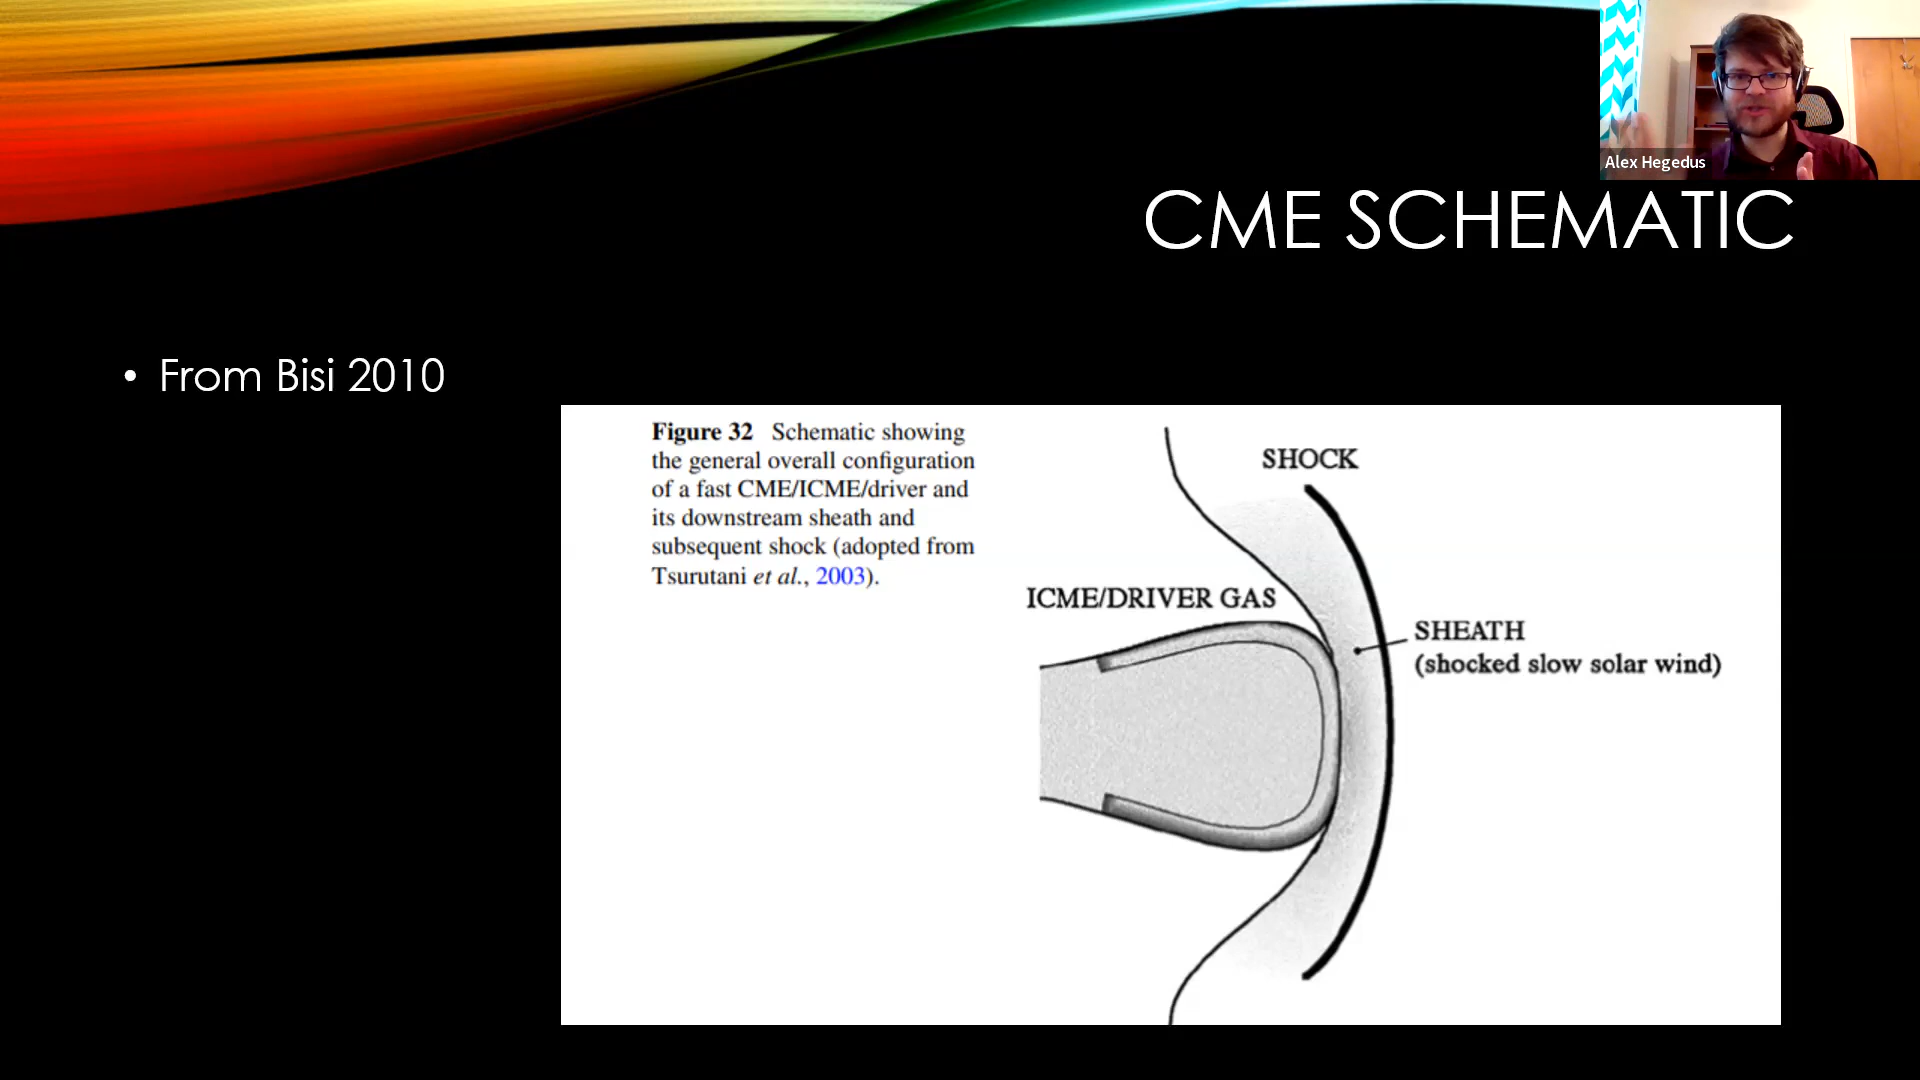 Alex Hegedus
CME SCHEMATIC
• From Bisi 2010
Figure 32 Schematic showing
the general overall configuration
of a fast CME/ICME/driver and
its downstream sheath and
subsequent shock (adopted from
Tsurutani et al., 2003).
SHOCK
ICME/DRIVER GAS
SHEATH
(shocked slow solar wind)